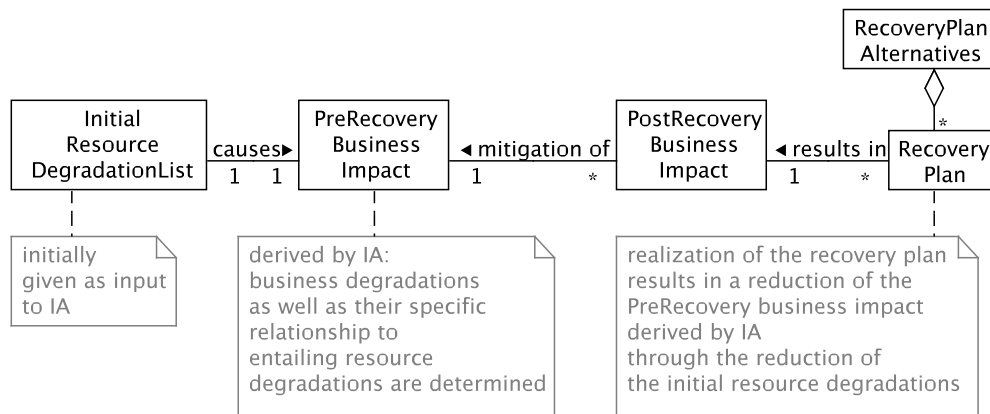 RecoveryPlan
Alternatives
Initial
Resource
DegradationList
causes▶
1
1
PreRecovery
Business
Impact
◀ mitigation of
1
*
PostRecovery
Business
Impact
◀ results in
1
*
*
Recovery
Plan
initially
given as input
to IA
derived by IA:
business degradations
as well as their specific
relationship to
entailing resource
degradations are determined
realization of the recovery plan
results in a reduction of the
PreRecovery business impact
derived by IA
through the reduction of
the initial resource degradations